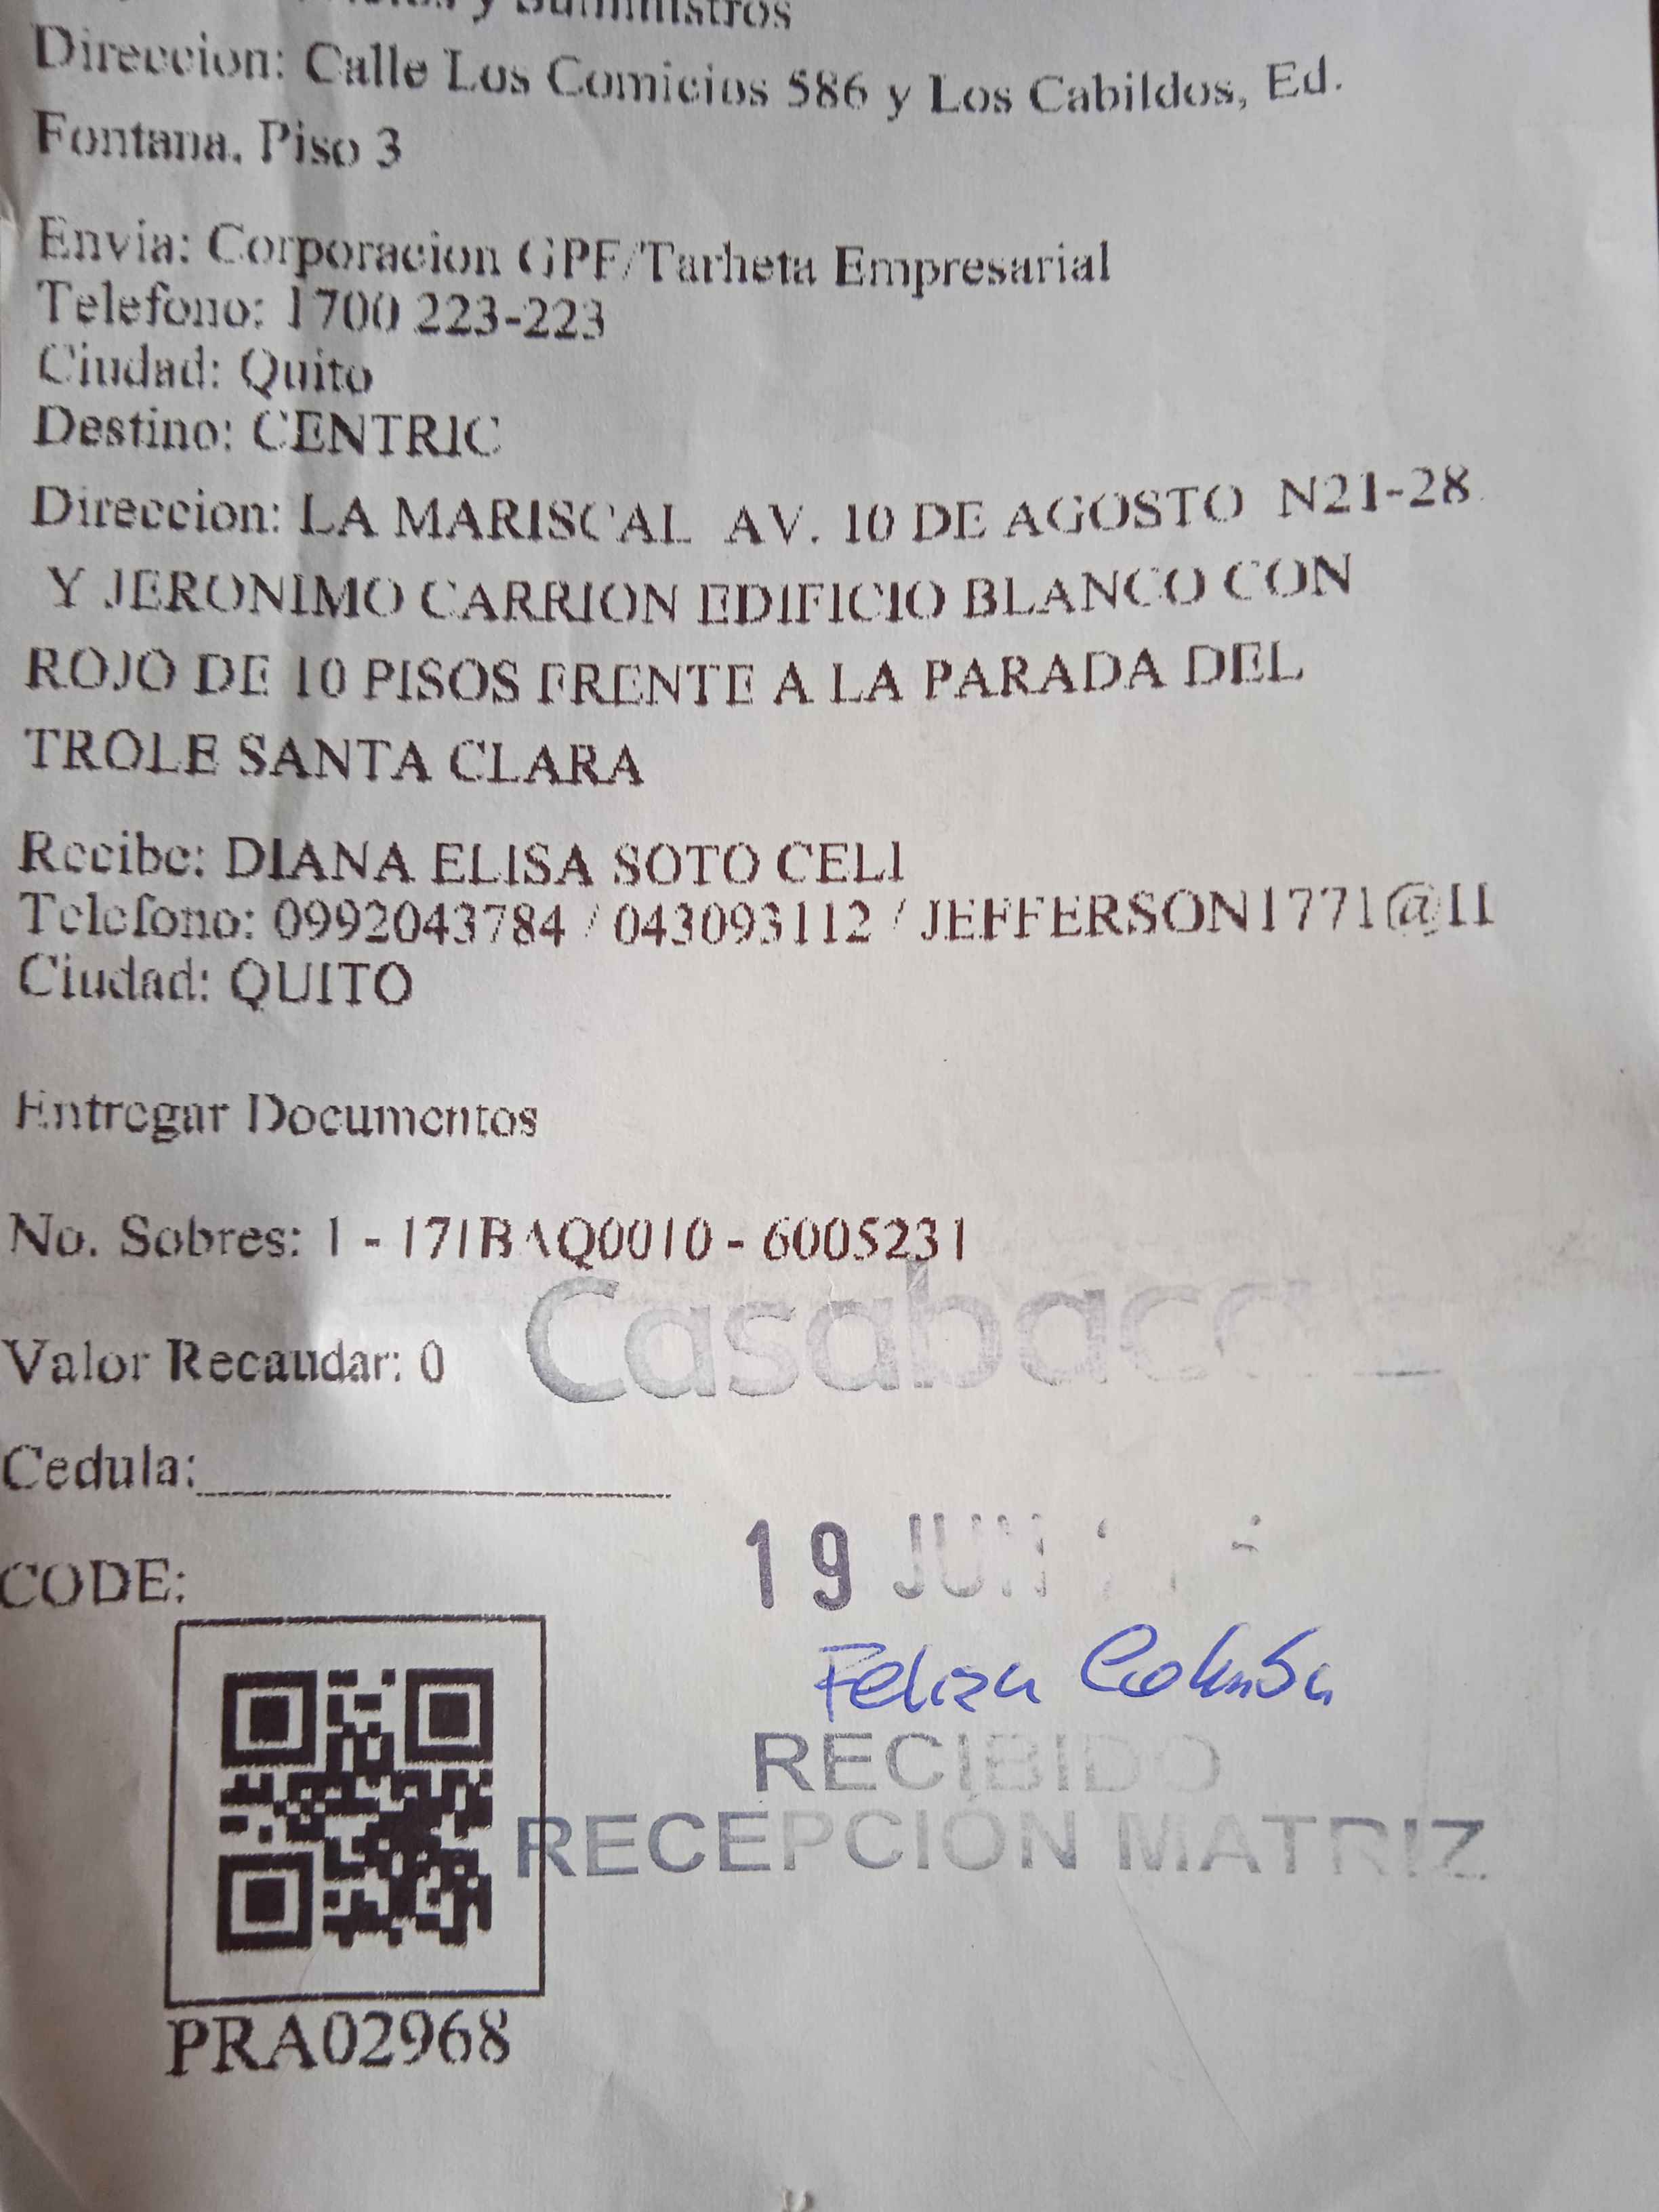 y Suministros
Direccion: Calle Los Comicios 586 y Los Cabildos, Ed.
Fontana. Piso 3
Envia: Corporacion GPF/Tarheta Empresarial
Telefono: 1700 223-223
Ciudad: Quito
Destino: CENTRIC
Direccion: LA MARISCAL AV. 10 DE AGOSTO N21-28
Y JERONIMO CARRION EDIFICIO BLANCO CON
ROJO DE 10 PISOS FRENTE A LA PARADA DEL
TROLE SANTA CLARA
Recibe: DIANA ELISA SOTO CELI
Telefono: 0992043784 / 043093112 / JEFFERSON1771@H
Ciudad: QUITO
Entregar Documentos
No. Sobres: 1 - 171BAQ0010 - 6005231
Casabaca
Valor Recaudar: 0
Cedula:
19 JUN
CODE:
RECIBIDO
RECEPCIÓN MATRIZ
PRA02968